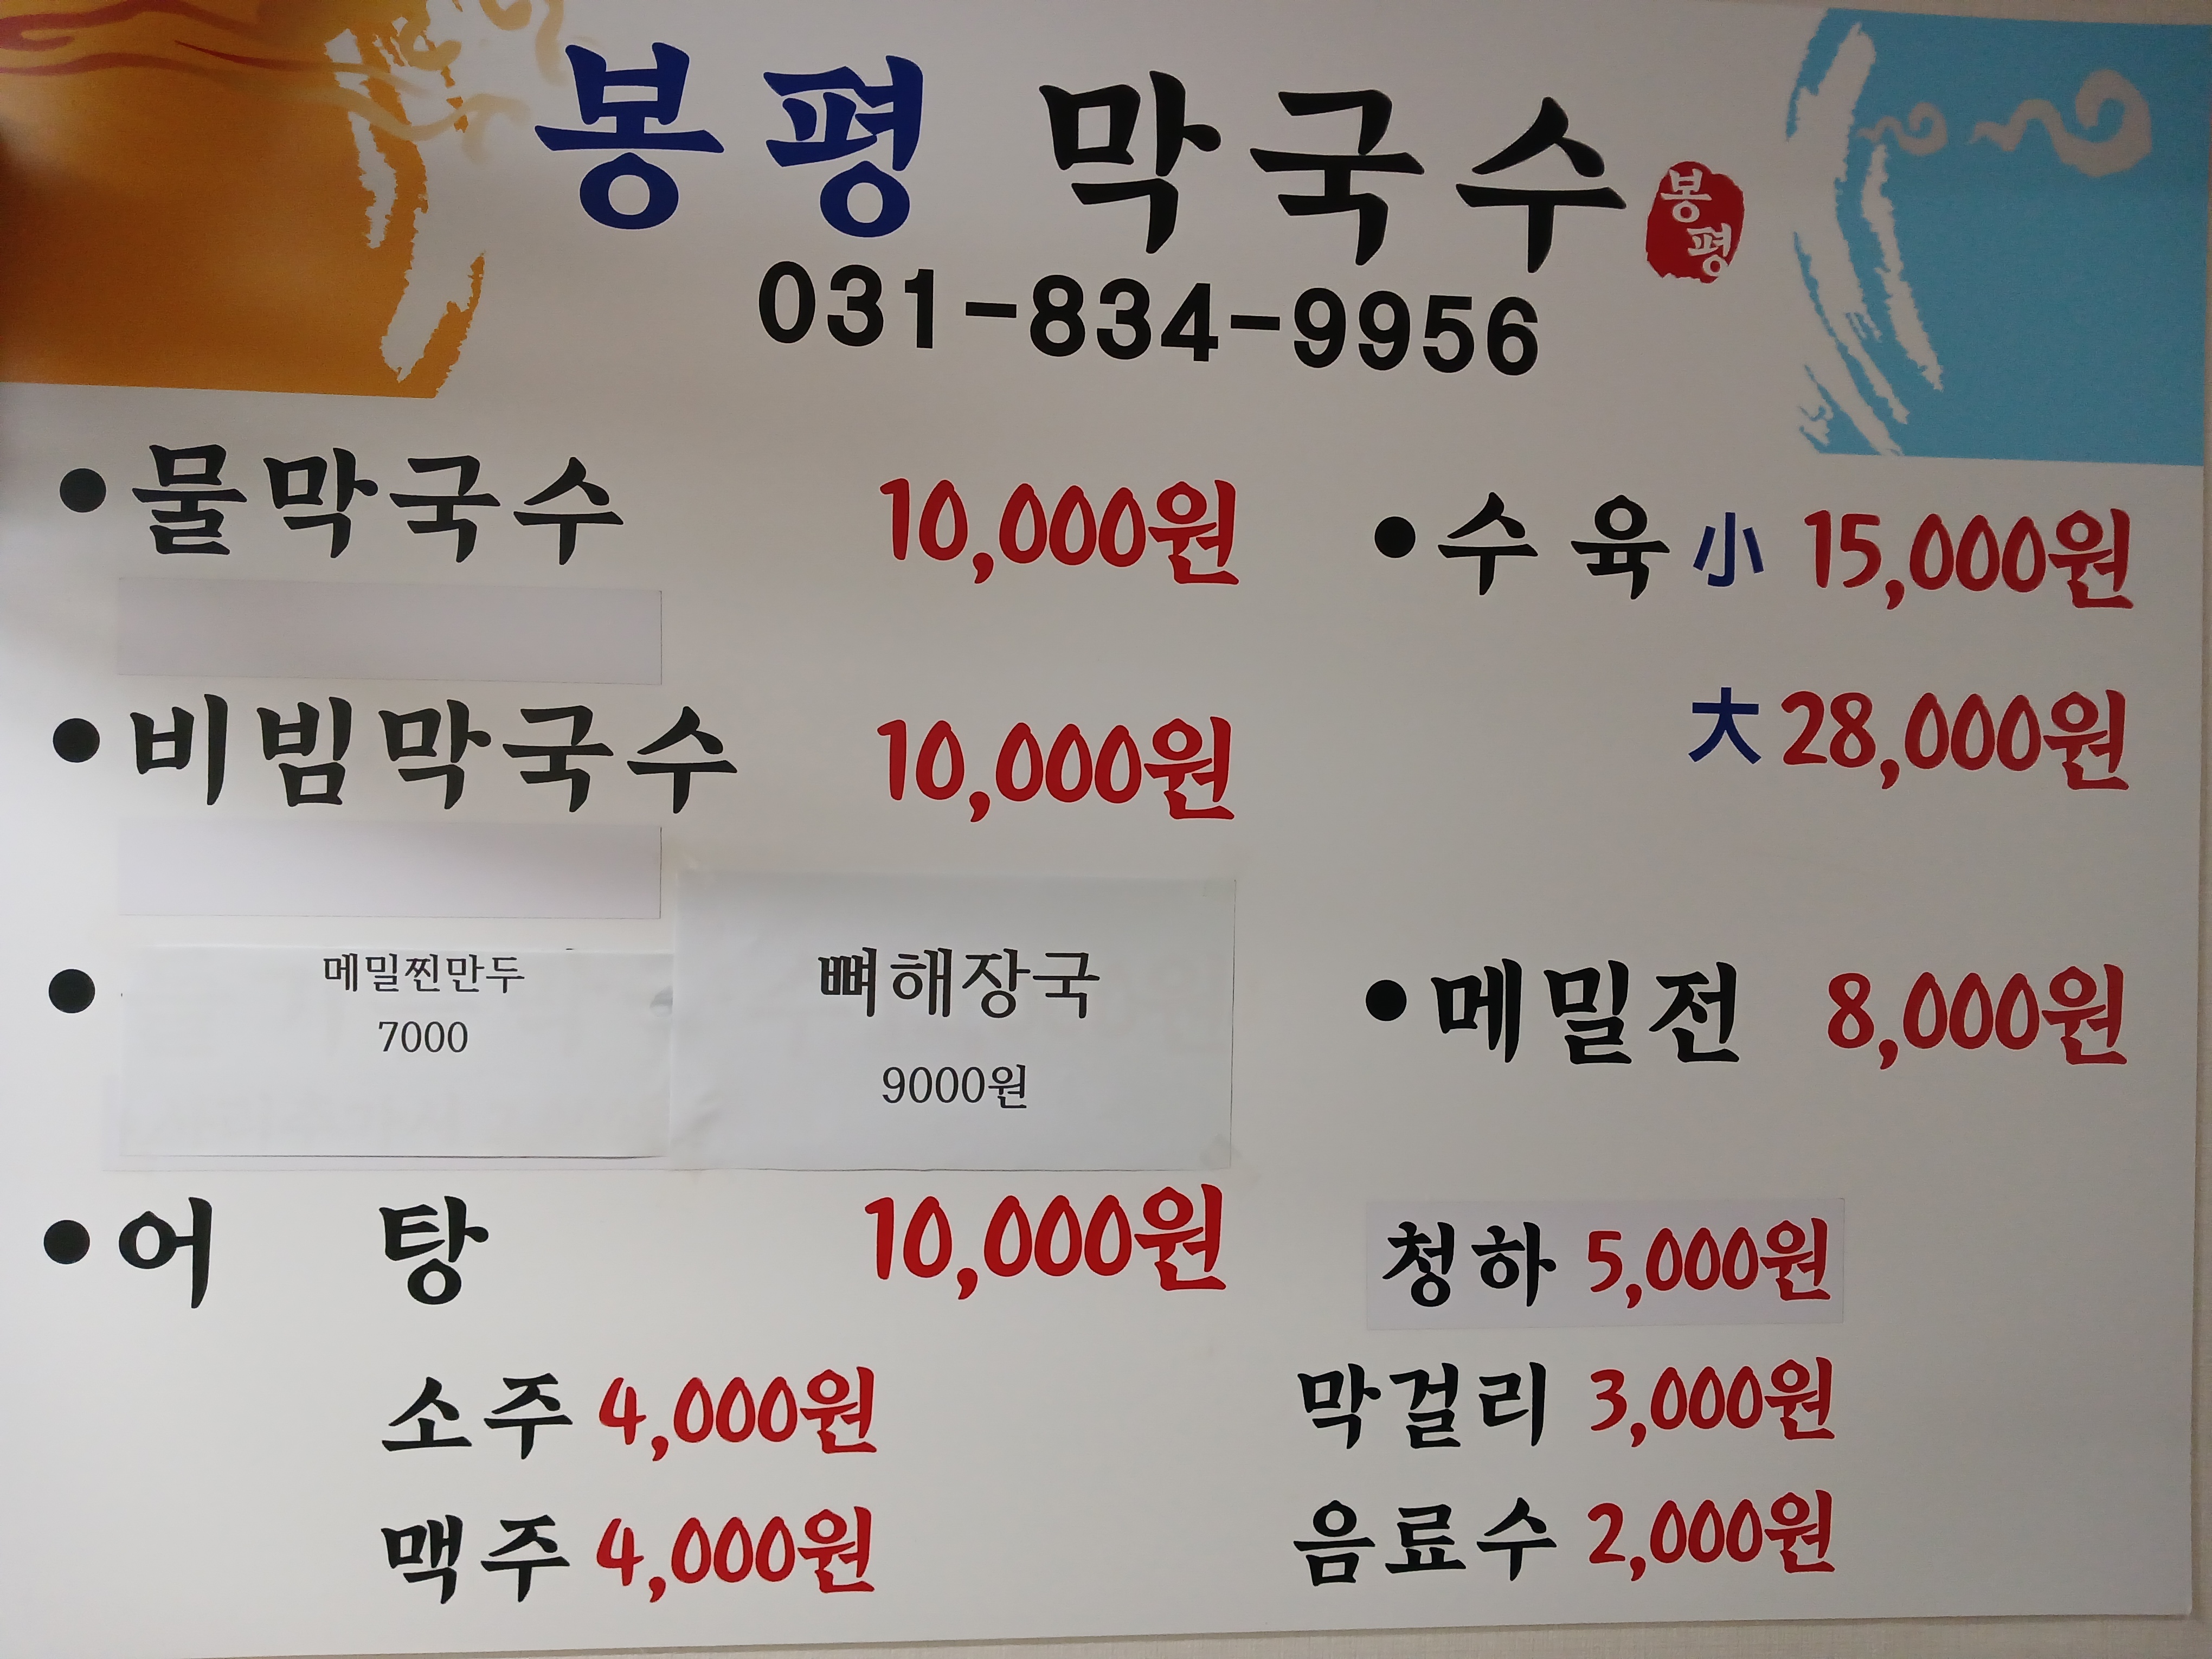 봉평 막국수
봉평
031-834-9956
•물막국수 10,000원
•비빔막국수 10,000원
•
메밀찐만두
7000
뼈해장국
9000원
•어 탕 10,000원
소주 4,000원
맥주 4,000원
•수 육 小 15,000원
大 28,000원
•메밀전 8,000원
청하 5,000원
막걸리 3,000원
음료수 2,000원